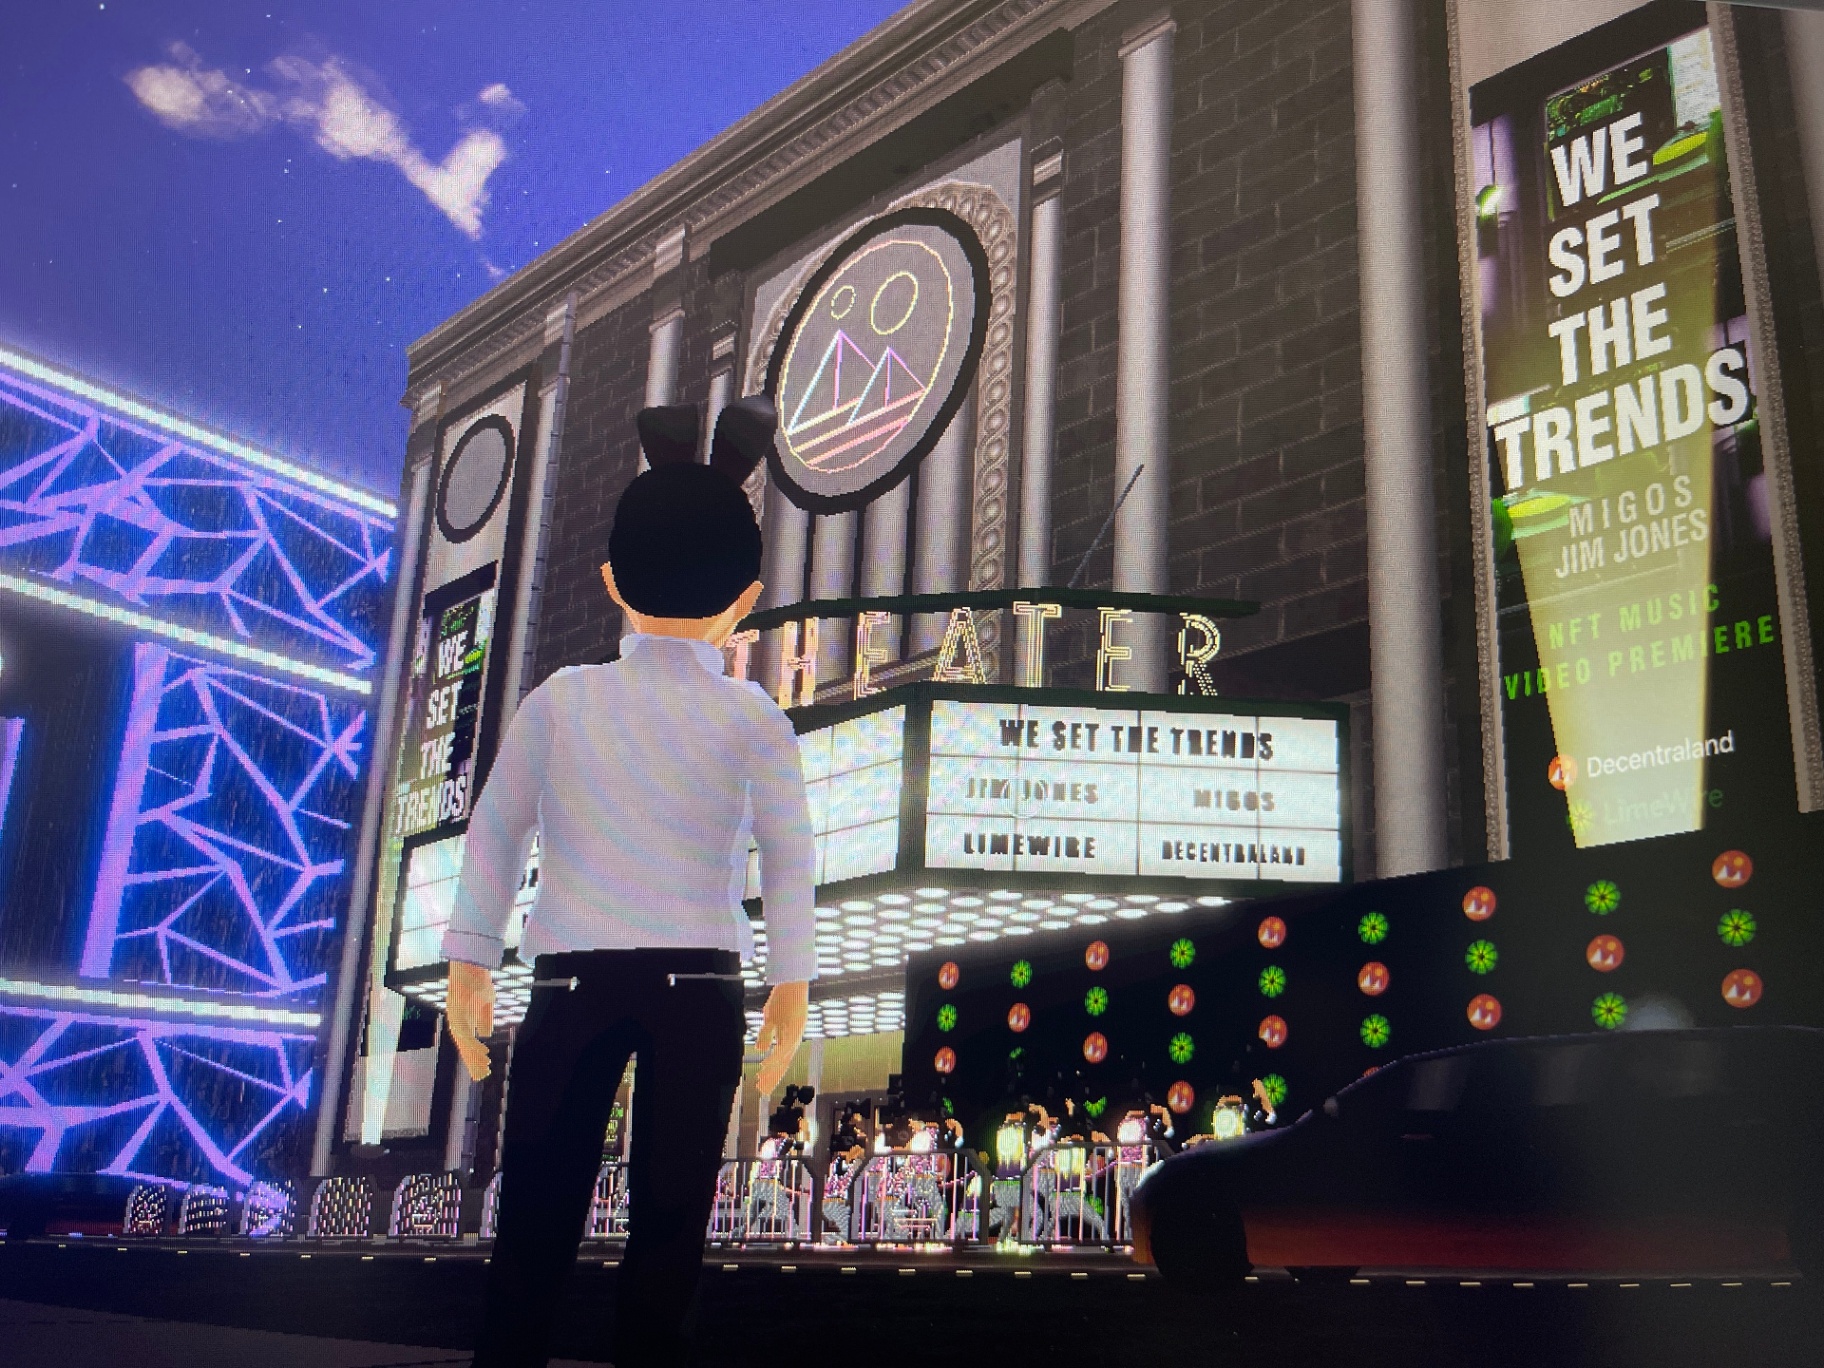 WE
SET
THE
TRENDS
THEATER
WE SET THE TRENDS
JIM JONES MIGOS
LIMEWIRE DECENTRALAND
WE
SET
THE
TRENDS
MIGOS
JIM JONES
NFT MUSIC
VIDEO PREMIERE
Decentraland
LimeWire